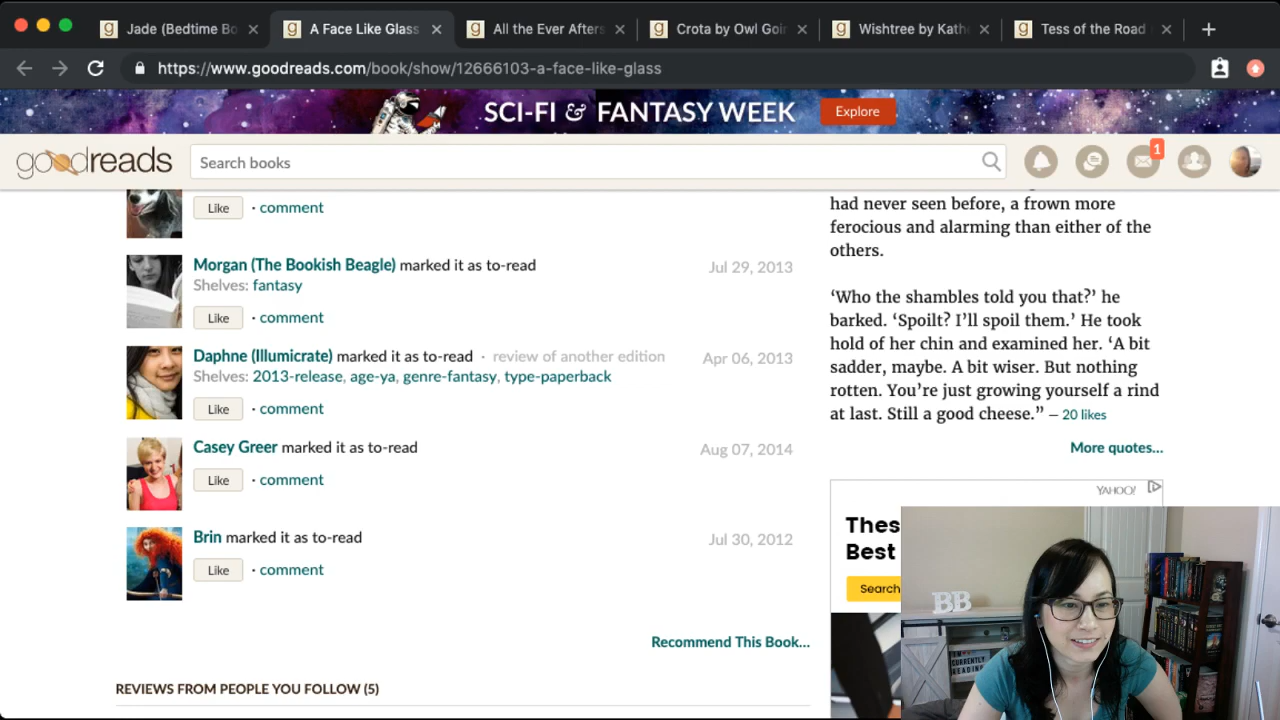 Jade (Bedtime Bo
A Face Like Glass
All the Ever Afters
Crota by Owl Goin
Wishtree by Kathe
Tess of the Road
https://www.goodreads.com/book/show/12666103-a-face-like-glass
SCI-FI & FANTASY WEEK
Explore
goodreads
Search books
1
Like · comment
Morgan (The Bookish Beagle) marked it as to-read
Jul 29, 2013
Shelves: fantasy
Like · comment
Daphne (Illumicrate) marked it as to-read · review of another edition
Apr 06, 2013
Shelves: 2013-release, age-ya, genre-fantasy, type-paperback
Like · comment
Casey Greer marked it as to-read
Aug 07, 2014
Like · comment
Brin marked it as to-read
Jul 30, 2012
Like · comment
Recommend This Book...
REVIEWS FROM PEOPLE YOU FOLLOW (5)
had never seen before, a frown more
ferocious and alarming than either of the
others.
‘Who the shambles told you that?’ he
barked. ‘Spoilt? I’ll spoil them.’ He took
hold of her chin and examined her. ‘A bit
sadder, maybe. A bit wiser. But nothing
rotten. You’re just growing yourself a rind
at last. Still a good cheese.” – 20 likes
More quotes...
YAHOO!
Thes
Best
Search
BB
CURRENTLY
READING